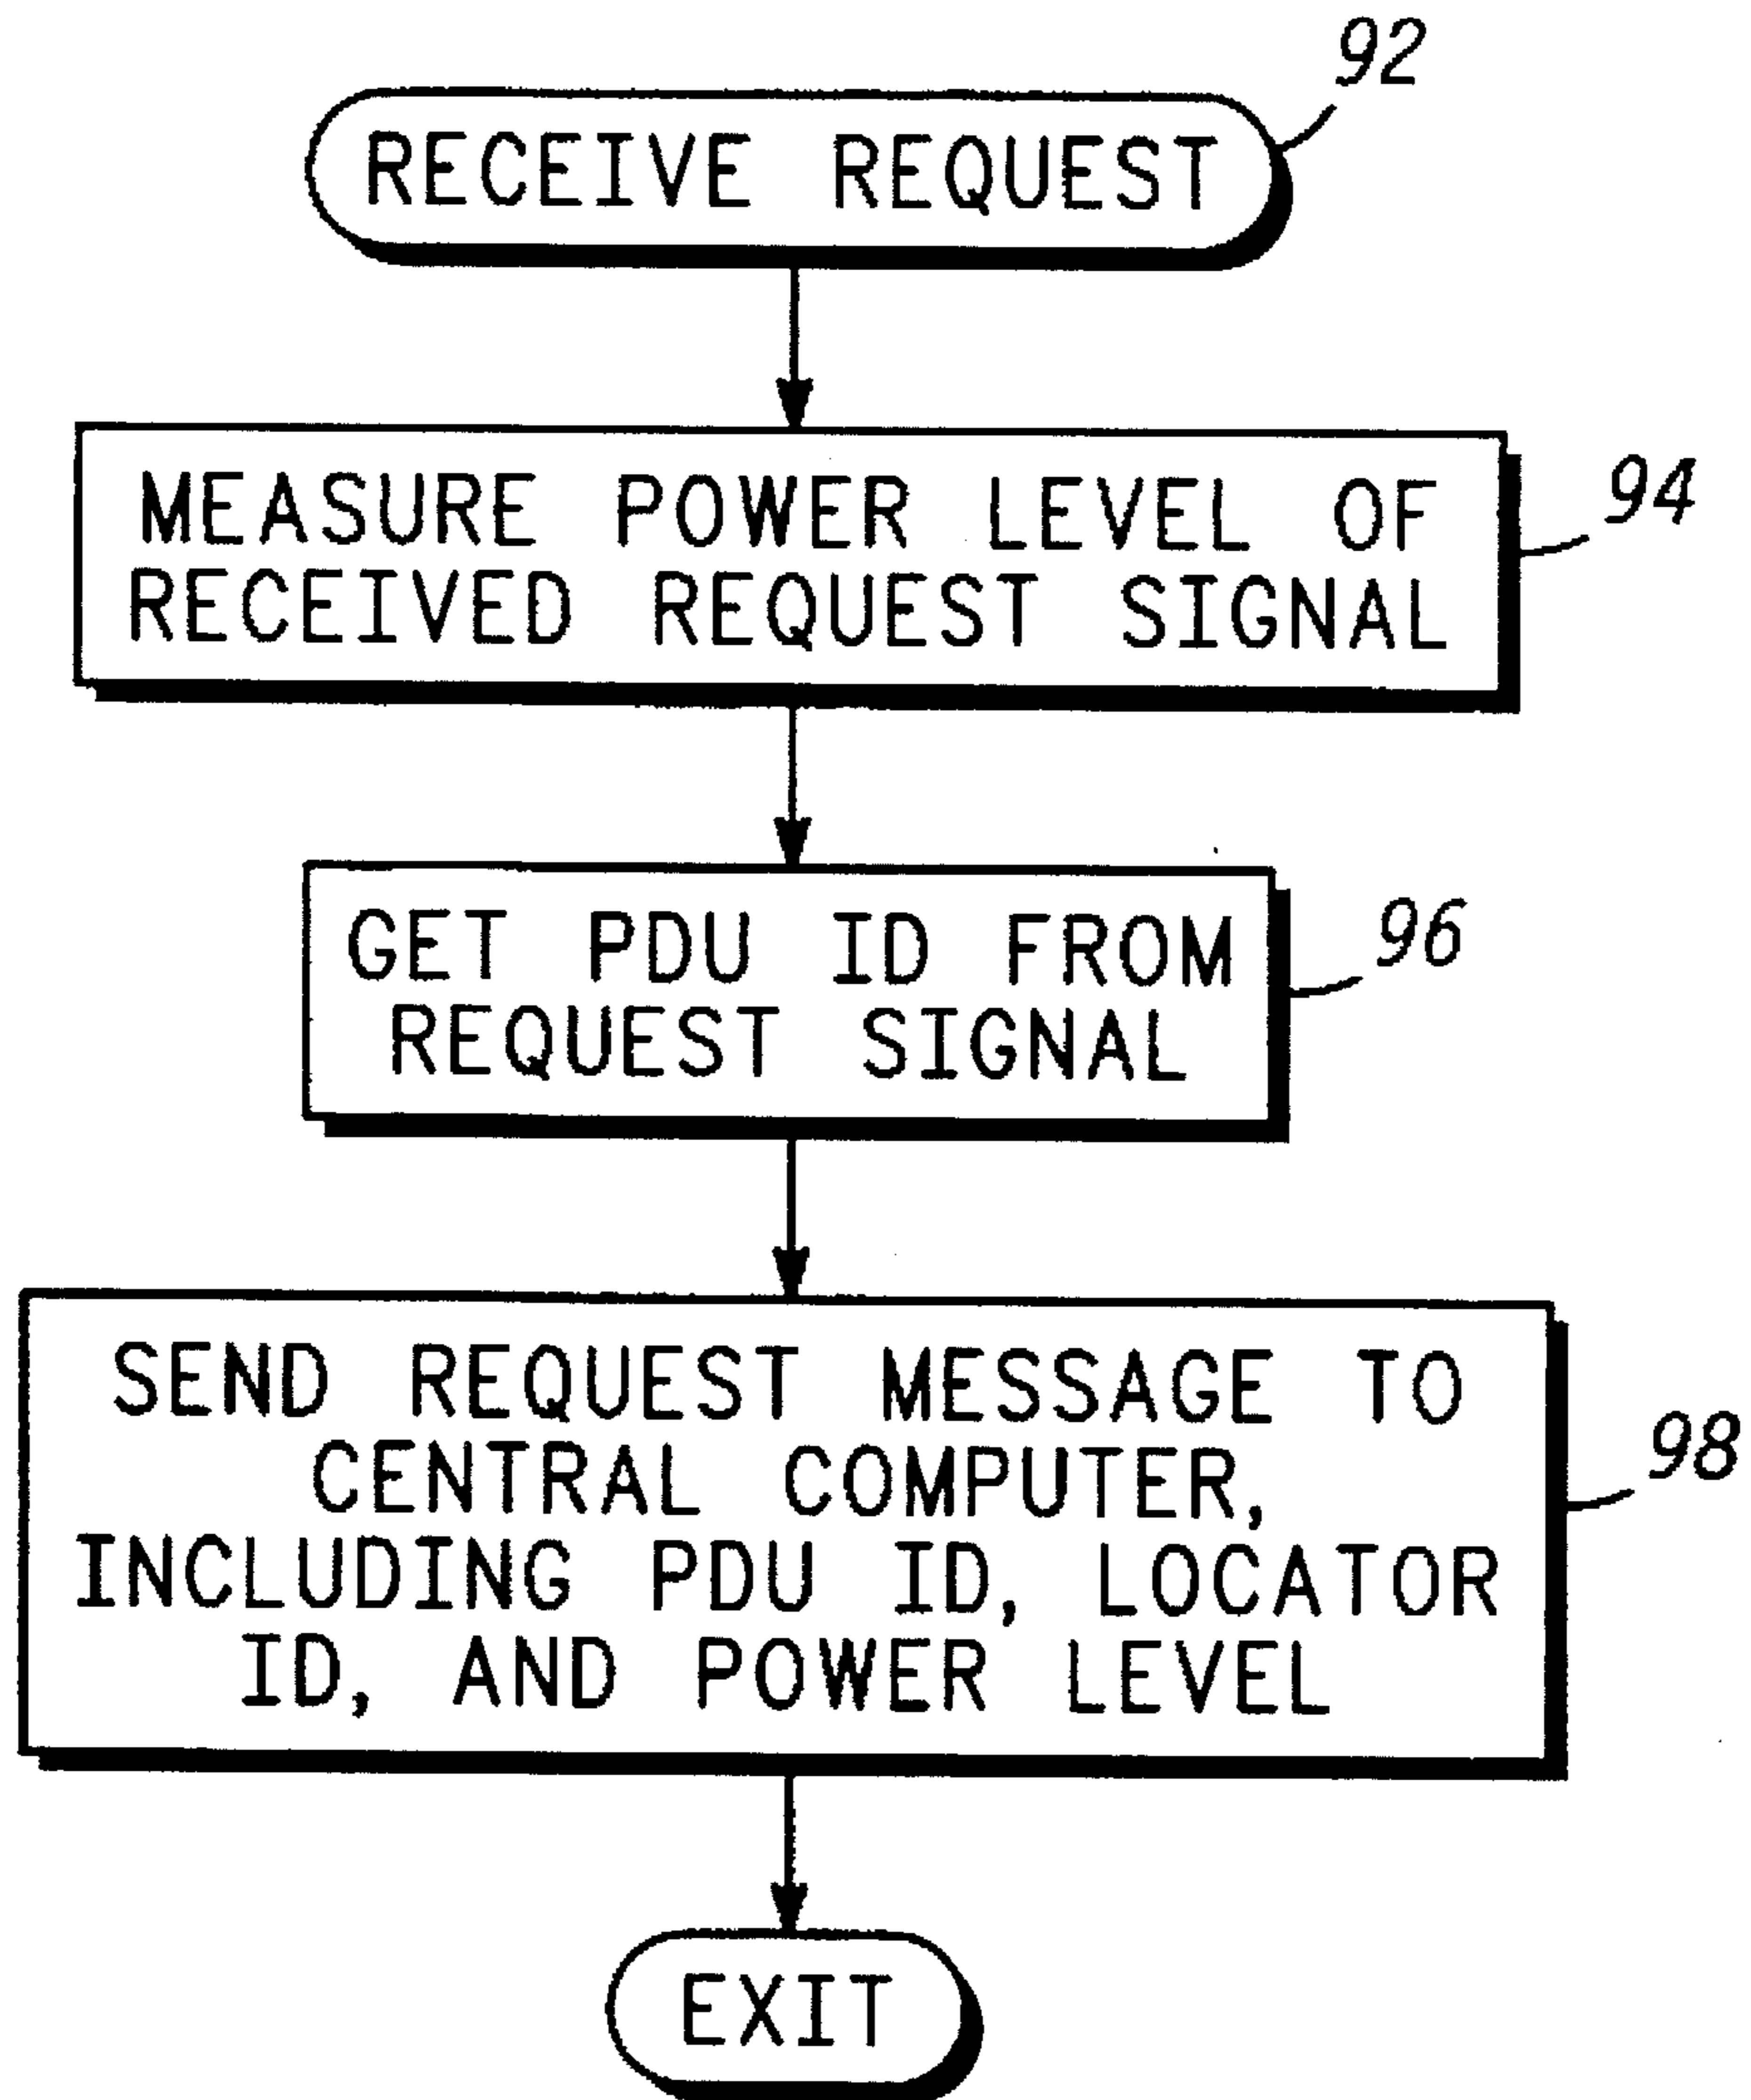 92
RECEIVE REQUEST
MEASURE POWER LEVEL OF
RECEIVED REQUEST SIGNAL
94
GET PDU ID FROM
REQUEST SIGNAL
96
SEND REQUEST MESSAGE TO
CENTRAL COMPUTER,
INCLUDING PDU ID, LOCATOR
ID, AND POWER LEVEL
98
EXIT